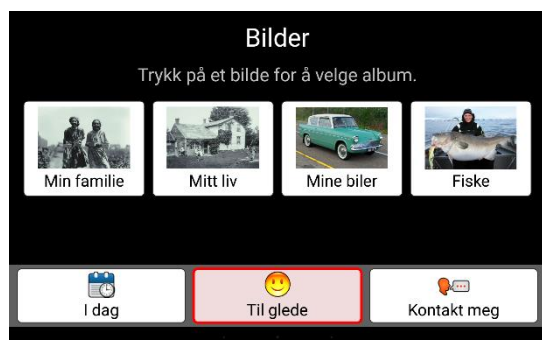 Bilder
Trykk på et bilde for å velge album.
Min familie
Mitt liv
Mine biler
Fiske
I dag
Til glede
Kontakt meg